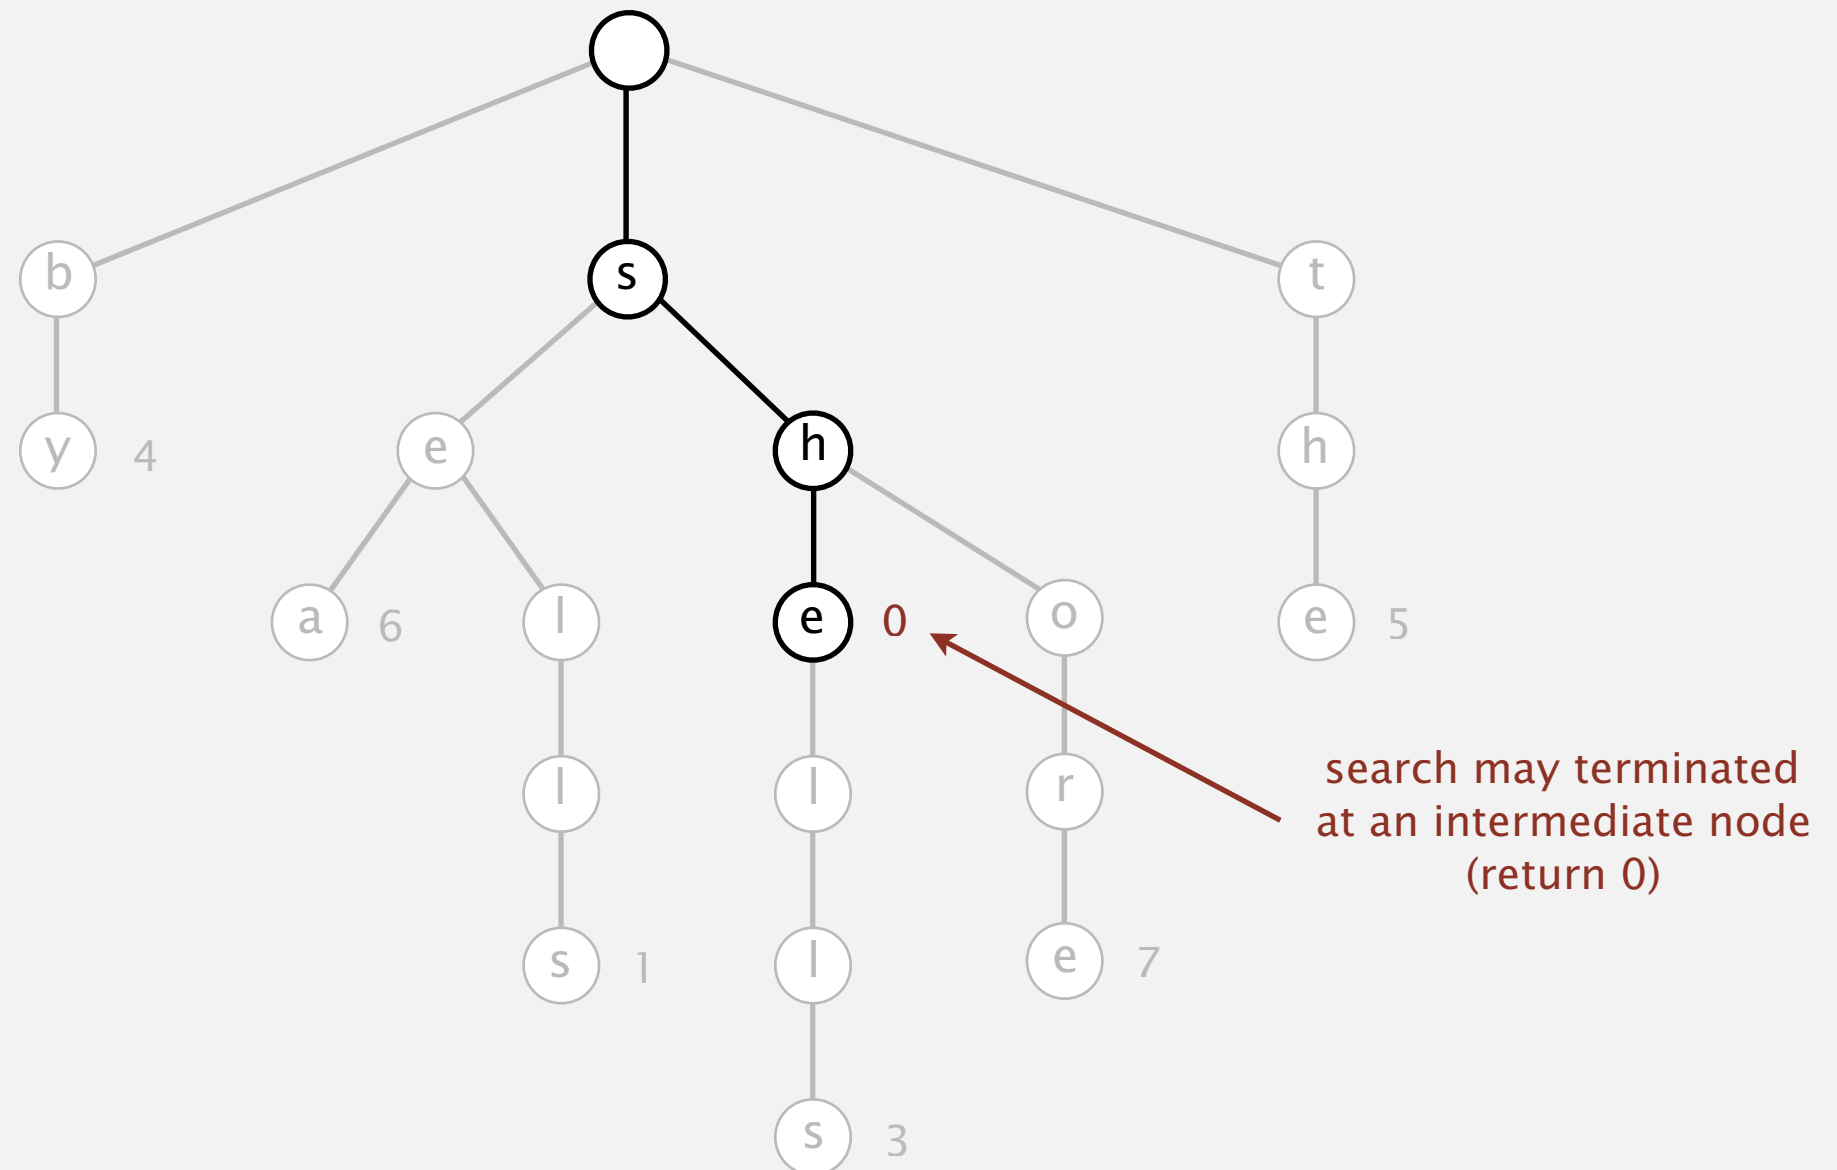 b
s
t
y 4
e
h
h
a 6
l
e 0
o
e 5
l
l
r
s 1
l
e 7
s 3
search may terminated
at an intermediate node
(return 0)